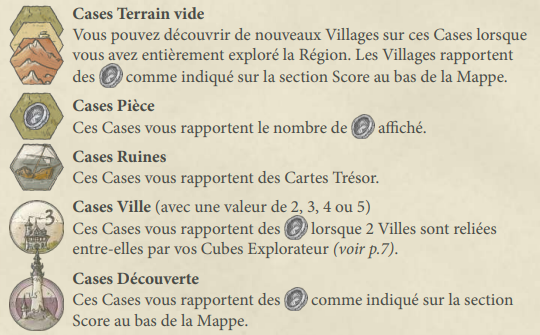 Cases Terrain vide
Vous pouvez découvrir de nouveaux Villages sur ces Cases lorsque
vous avez entièrement exploré la Région. Les Villages rapportent
des comme indiqué sur la section Score au bas de la Mappe.
Cases Pièce
Ces Cases vous rapportent le nombre de affiché.
Cases Ruines
Ces Cases vous rapportent des Cartes Trésor.
Cases Ville (avec une valeur de 2, 3, 4 ou 5)
3
Ces Cases vous rapportent des lorsque 2 Villes sont reliées
entre-elles par vos Cubes Explorateur (voir p.7).
Cases Découverte
Ces Cases vous rapportent des comme indiqué sur la section
Score au bas de la Mappe.